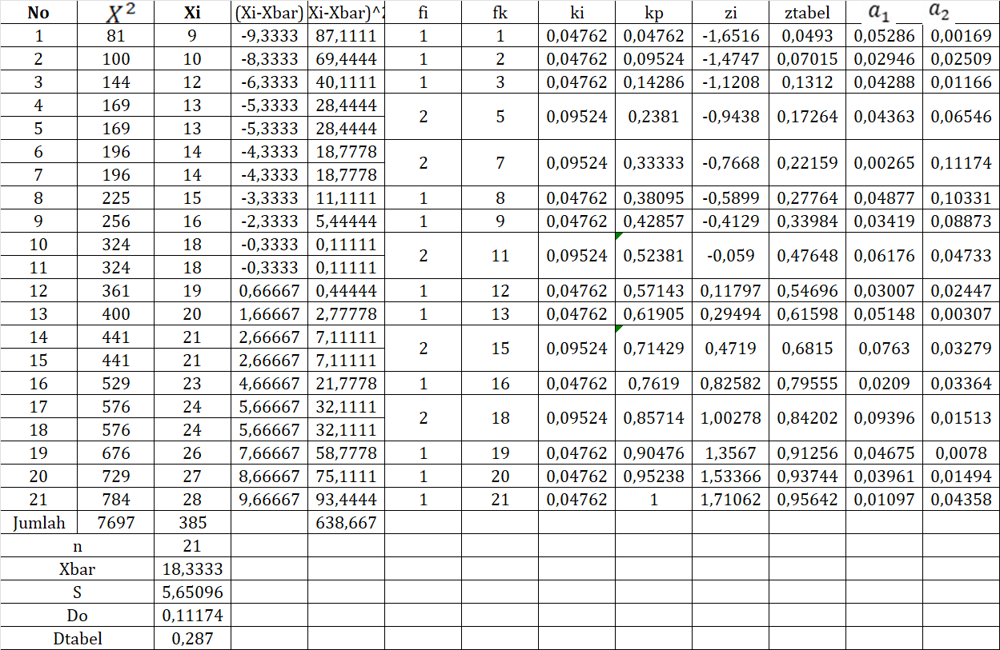 No X² Xi (Xi-Xbar) Xi-Xbar)^2 fi fk ki kp zi ztabel a₁ a₂
1 81 9 -9,3333 87,1111 1 1 0,04762 0,04762 -1,6516 0,0493 0,05286 0,00169
2 100 10 -8,3333 69,4444 1 2 0,04762 0,09524 -1,4747 0,07015 0,02946 0,02509
3 144 12 -6,3333 40,1111 1 3 0,04762 0,14286 -1,1208 0,1312 0,04288 0,01166
4 169 13 -5,3333 28,4444 2 5 0,09524 0,2381 -0,9438 0,17264 0,04363 0,06546
5 169 13 -5,3333 28,4444
6 196 14 -4,3333 18,7778 2 7 0,09524 0,33333 -0,7668 0,22159 0,00265 0,11174
7 196 14 -4,3333 18,7778
8 225 15 -3,3333 11,1111 1 8 0,04762 0,38095 -0,5899 0,27764 0,04877 0,10331
9 256 16 -2,3333 5,44444 1 9 0,04762 0,42857 -0,4129 0,33984 0,03419 0,08873
10 324 18 -0,3333 0,11111 2 11 0,09524 0,52381 -0,059 0,47648 0,06176 0,04733
11 324 18 -0,3333 0,11111
12 361 19 0,66667 0,44444 1 12 0,04762 0,57143 0,11797 0,54696 0,03007 0,02447
13 400 20 1,66667 2,77778 1 13 0,04762 0,61905 0,29494 0,61598 0,05148 0,00307
14 441 21 2,66667 7,11111 2 15 0,09524 0,71429 0,4719 0,6815 0,0763 0,03279
15 441 21 2,66667 7,11111
16 529 23 4,66667 21,7778 1 16 0,04762 0,7619 0,82582 0,79555 0,0209 0,03364
17 576 24 5,66667 32,1111 2 18 0,09524 0,85714 1,00278 0,84202 0,09396 0,01513
18 576 24 5,66667 32,1111
19 676 26 7,66667 58,7778 1 19 0,04762 0,90476 1,3567 0,91256 0,04675 0,0078
20 729 27 8,66667 75,1111 1 20 0,04762 0,95238 1,53366 0,93744 0,03961 0,01494
21 784 28 9,66667 93,4444 1 21 0,04762 1 1,71062 0,95642 0,01097 0,04358
Jumlah 7697 385 638,667
n 21
Xbar 18,3333
S 5,65096
Do 0,11174
Dtabel 0,287